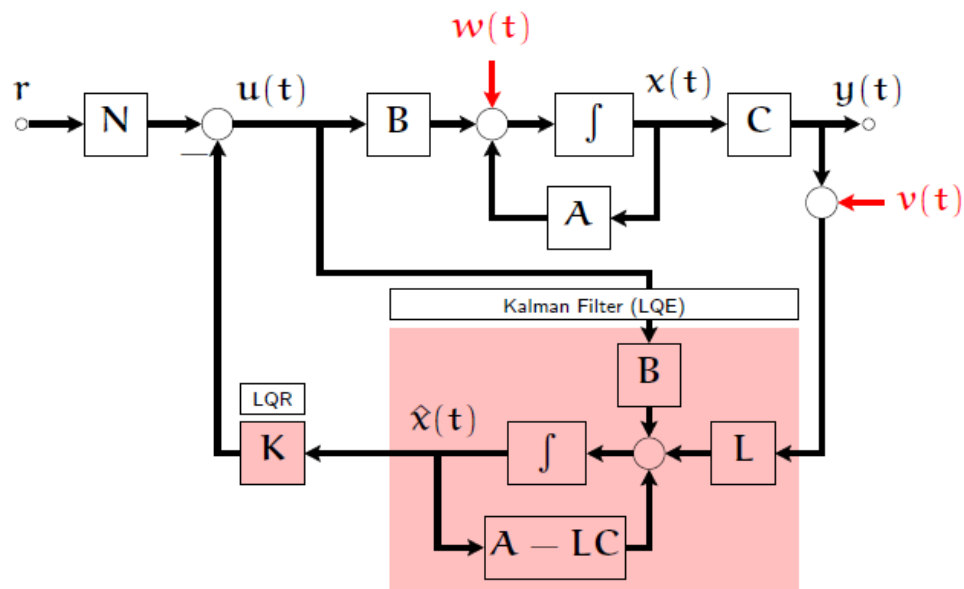 w(t)
r
N
u(t)
B
∫
x(t)
C
y(t)
−
A
v(t)
Kalman Filter (LQE)
B
LQR
K
x̂(t)
∫
L
A − LC